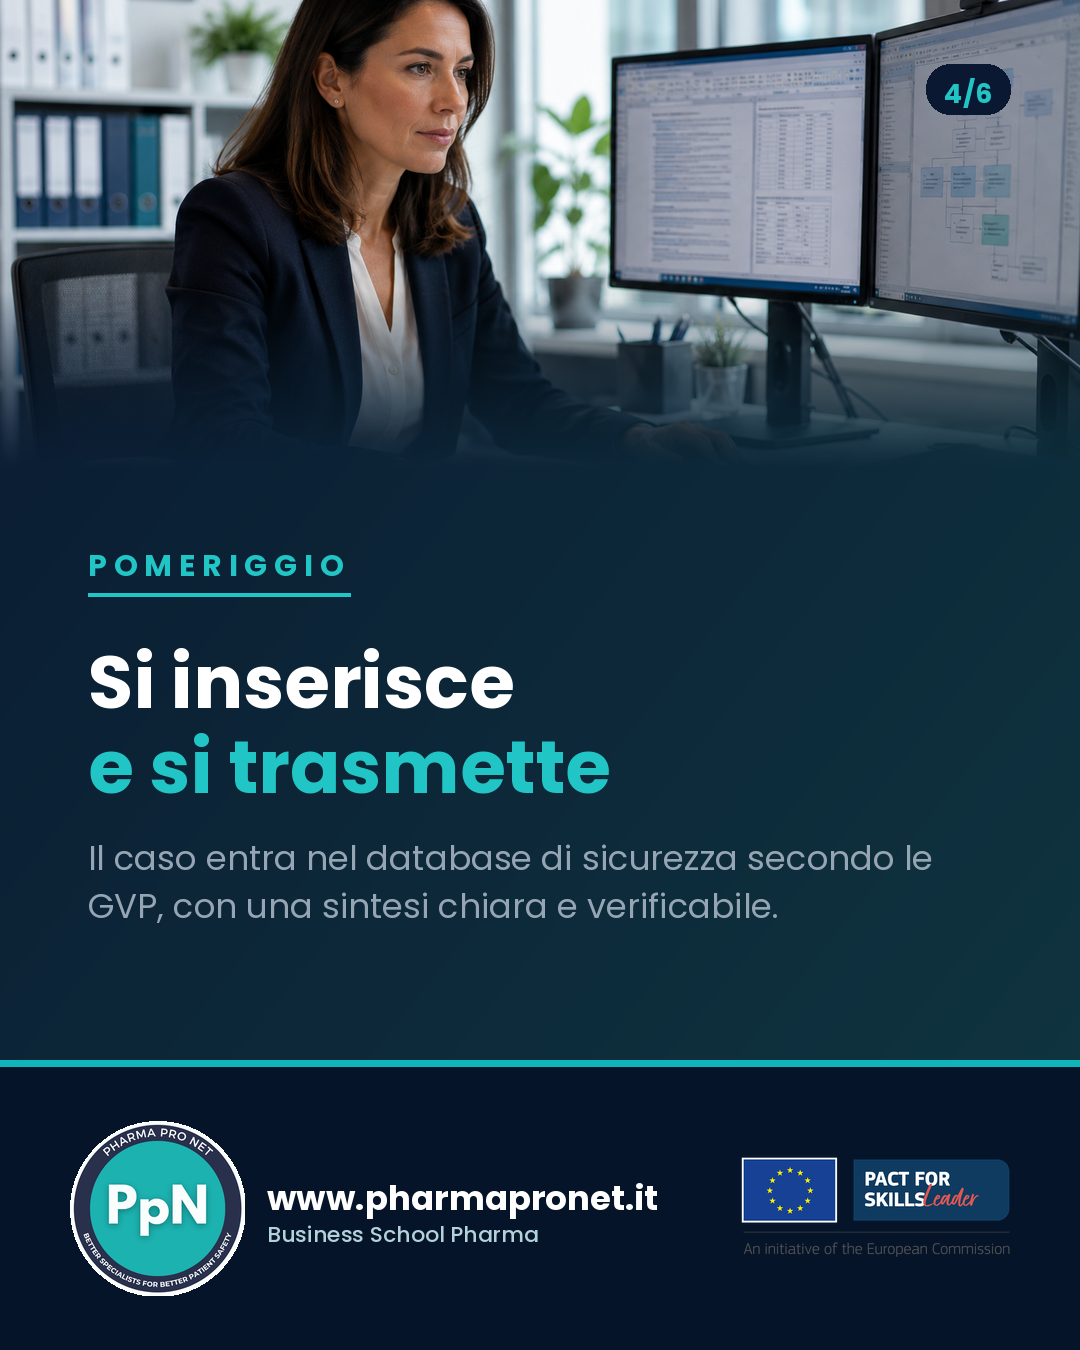 4/6
POMERIGGIO
Si inserisce
e si trasmette
Il caso entra nel database di sicurezza secondo le
GVP, con una sintesi chiara e verificabile.
PHARMA PRO NET
PpN
BETTER SPECIALISTS FOR BETTER PATIENT SAFETY
www.pharmapronet.it
Business School Pharma
PACT FOR
SKILLS Leader
An initiative of the European Commission